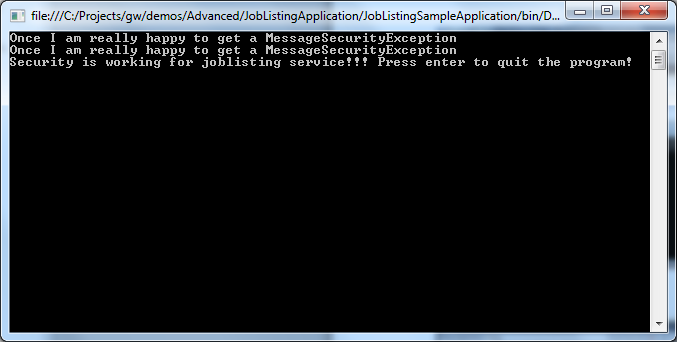 file:///C:/Projects/gw/demos/Advanced/JobListingApplication/JobListingSampleApplication/bin/D...
Once I am really happy to get a MessageSecurityException
Once I am really happy to get a MessageSecurityException
Security is working for joblisting service!!! Press enter to quit the program!